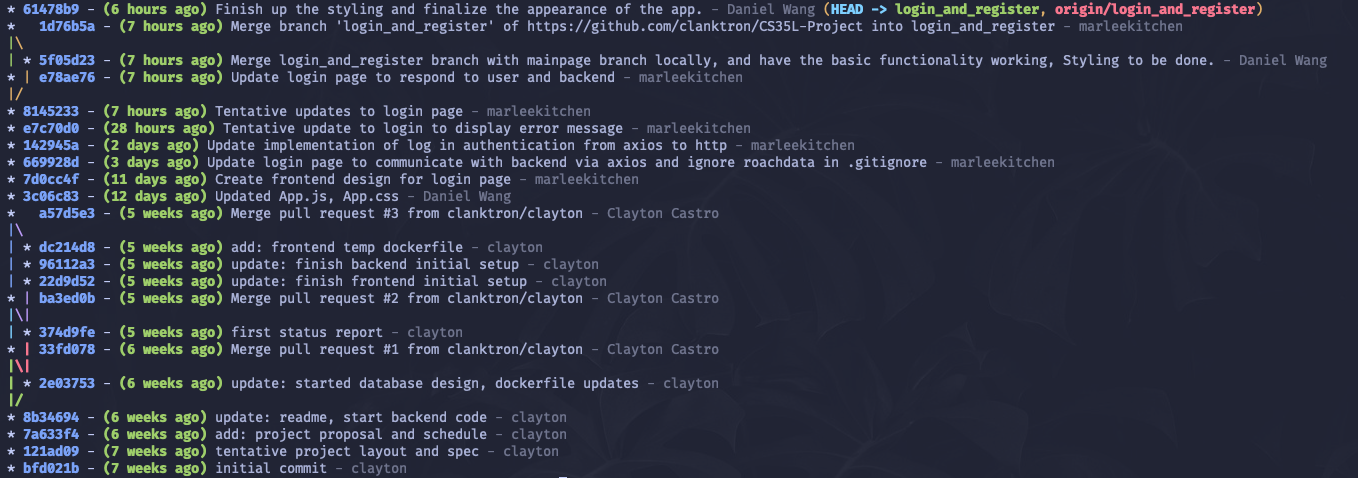 * 61478b9 - (6 hours ago) Finish up the styling and finalize the appearance of the app. - Daniel Wang (HEAD -> login_and_register, origin/login_and_register)
*   1d76b5a - (7 hours ago) Merge branch 'login_and_register' of https://github.com/clanktron/CS35L-Project into login_and_register - marleekitchen
|\
| * 5f05d23 - (7 hours ago) Merge login_and_register branch with mainpage branch locally, and have the basic functionality working, Styling to be done. - Daniel Wang
* | e78ae76 - (7 hours ago) Update login page to respond to user and backend - marleekitchen
|/
* 8145233 - (7 hours ago) Tentative updates to login page - marleekitchen
* e7c70d0 - (28 hours ago) Tentative update to login to display error message - marleekitchen
* 142945a - (2 days ago) Update implementation of log in authentication from axios to http - marleekitchen
* 669928d - (3 days ago) Update login page to communicate with backend via axios and ignore roachdata in .gitignore - marleekitchen
* 7d0cc4f - (11 days ago) Create frontend design for login page - marleekitchen
* 3c06c83 - (12 days ago) Updated App.js, App.css - Daniel Wang
*   a57d5e3 - (5 weeks ago) Merge pull request #3 from clanktron/clayton - Clayton Castro
|\
| * dc214d8 - (5 weeks ago) add: frontend temp dockerfile - clayton
| * 96112a3 - (5 weeks ago) update: finish backend initial setup - clayton
| * 22d9d52 - (5 weeks ago) update: finish frontend initial setup - clayton
* | ba3ed0b - (5 weeks ago) Merge pull request #2 from clanktron/clayton - Clayton Castro
|\|
| * 374d9fe - (5 weeks ago) first status report - clayton
* | 33fd078 - (6 weeks ago) Merge pull request #1 from clanktron/clayton - Clayton Castro
|\|
| * 2e03753 - (6 weeks ago) update: started database design, dockerfile updates - clayton
|/
* 8b34694 - (6 weeks ago) update: readme, start backend code - clayton
* 7a633f4 - (6 weeks ago) add: project proposal and schedule - clayton
* 121ad09 - (7 weeks ago) tentative project layout and spec - clayton
* bfd021b - (7 weeks ago) initial commit - clayton